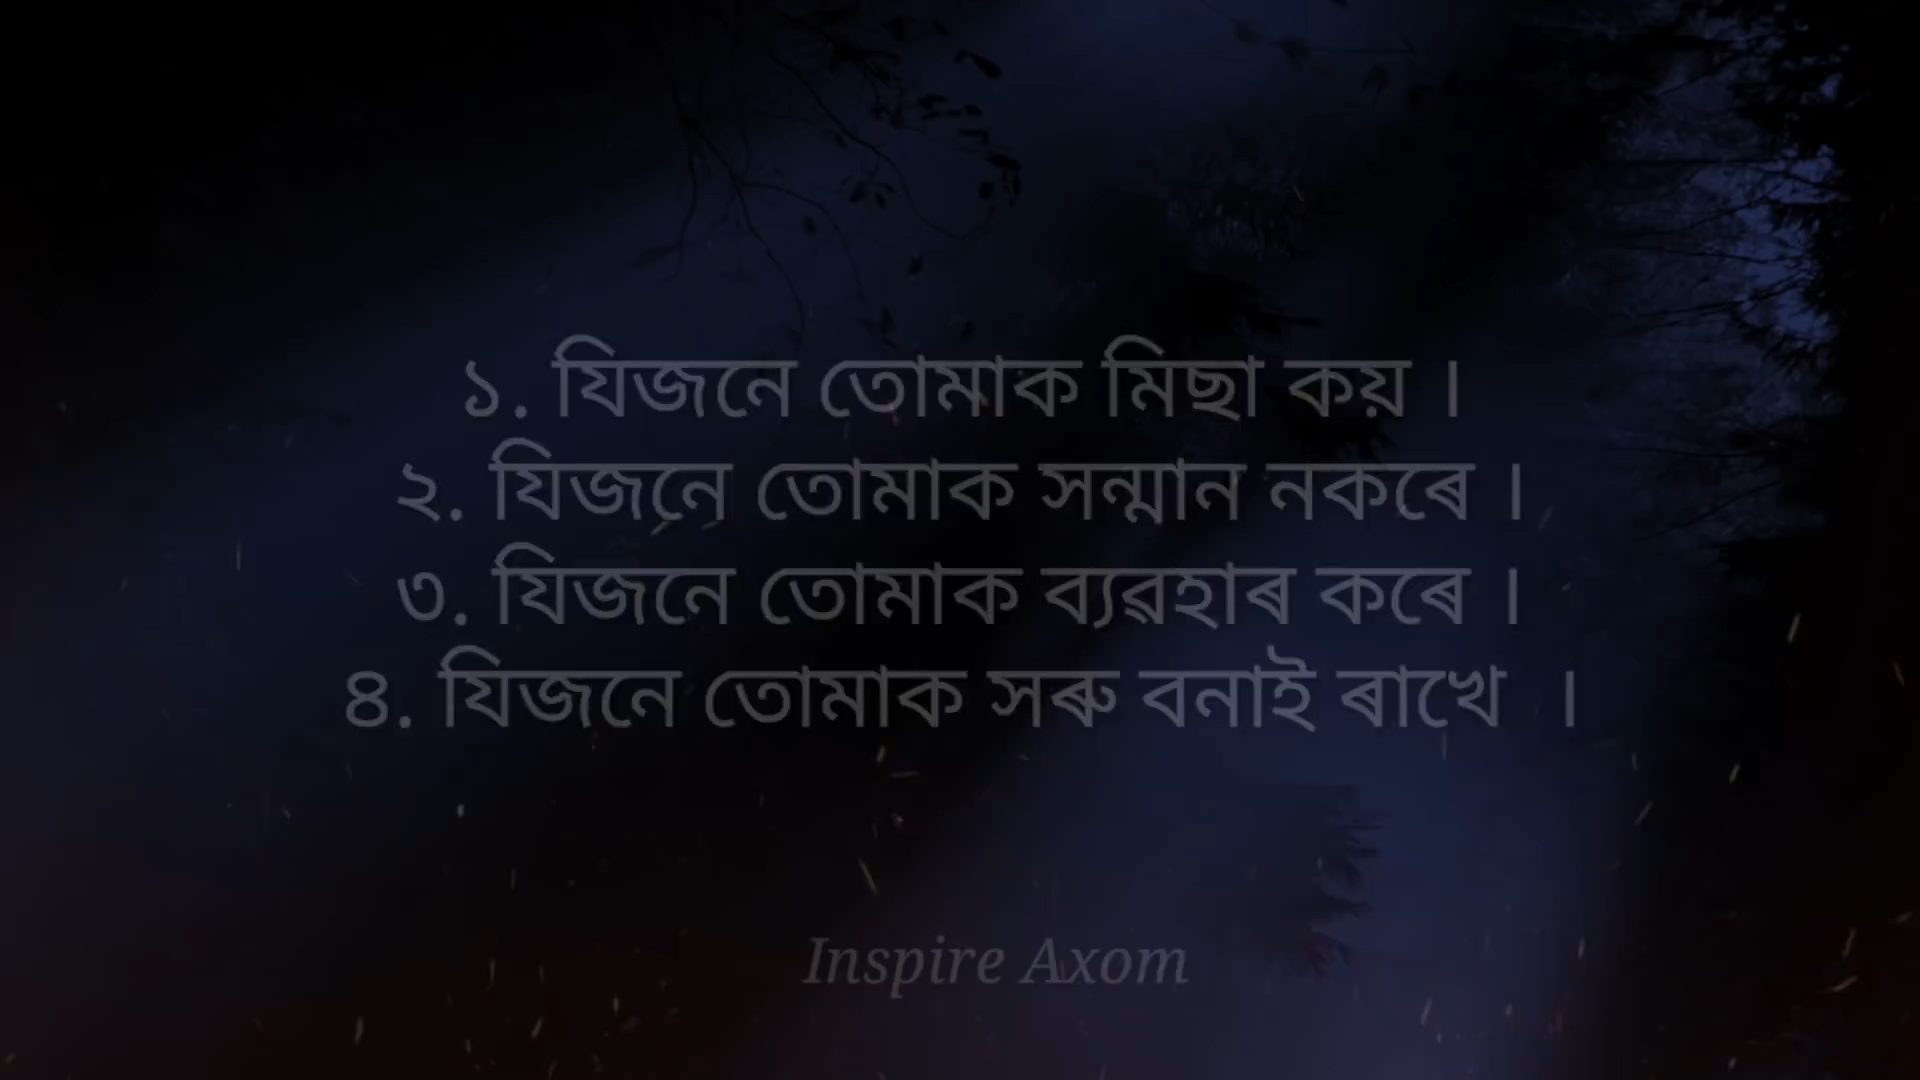 ১. যিজনে তোমাক মিছা কয় ।
২. যিজনে তোমাক সন্মান নকৰে ।
৩. যিজনে তোমাক ব্যৱহাৰ কৰে ।
৪. যিজনে তোমাক সৰু বনাই ৰাখে ।
Inspire Axom